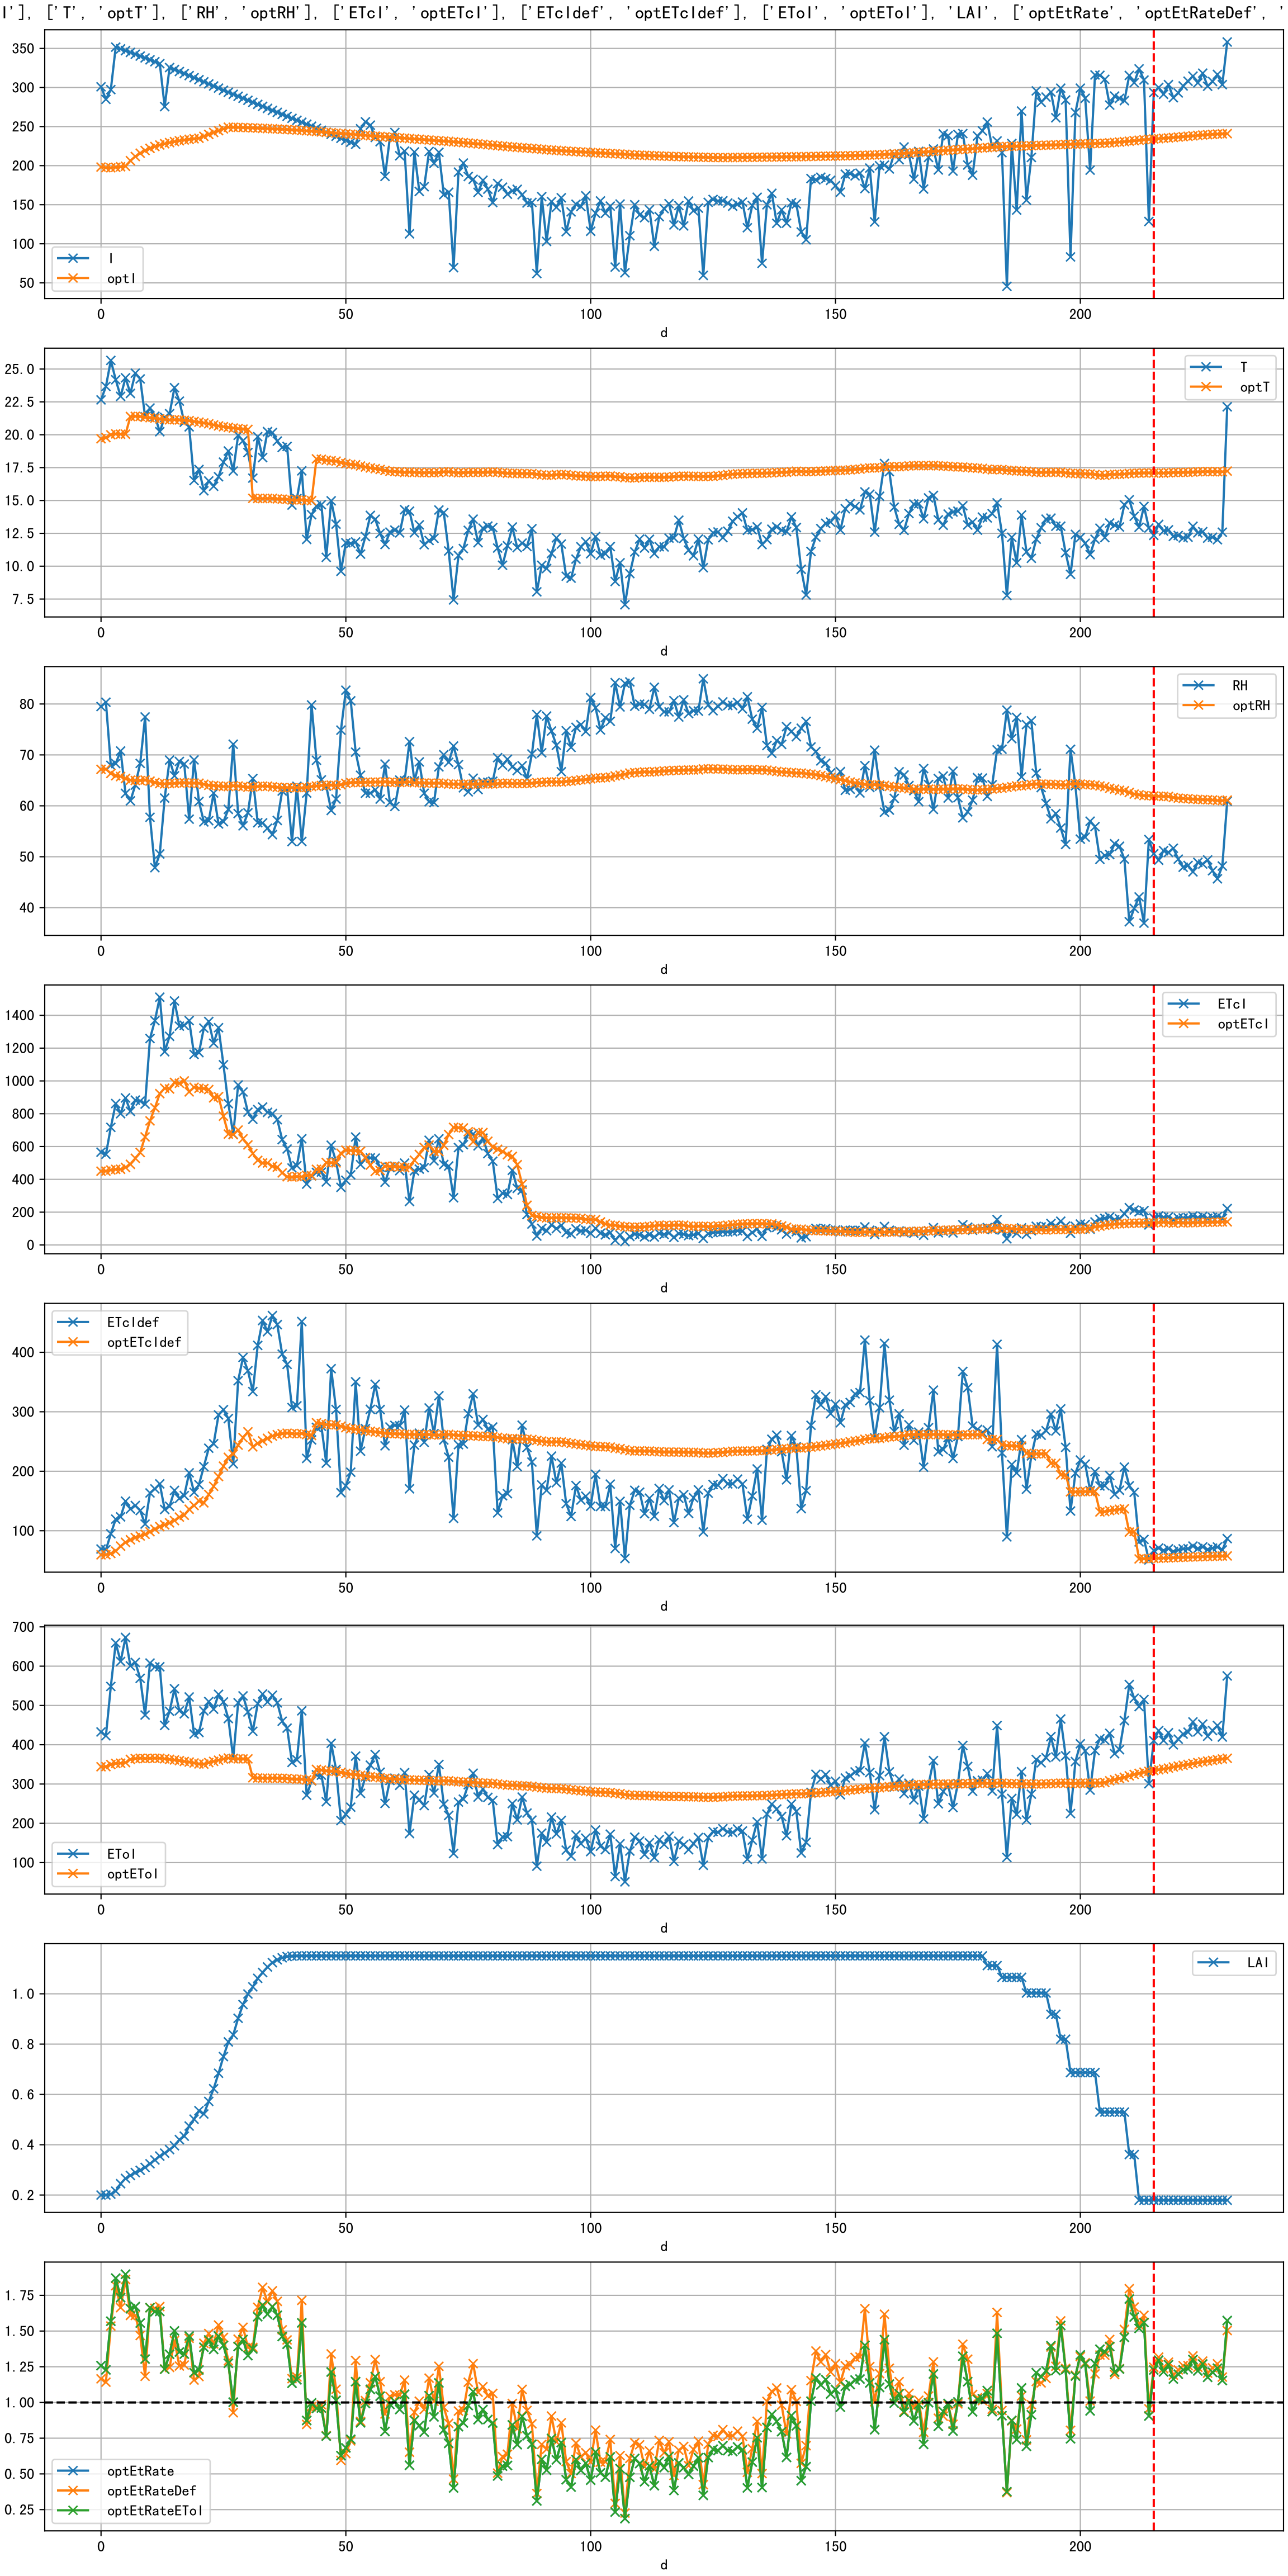 I'], ['T', 'optT'], ['RH', 'optRH'], ['ETcI', 'optETcI'], ['ETcIdef', 'optETcIdef'], ['EToI', 'optEToI'], 'LAI', ['optEtRate', 'optEtRateDef', '
350
300
250
200
150
100
50
I
optI
0 50 100 150 200
d
25.0
22.5
20.0
17.5
15.0
12.5
10.0
7.5
T
optT
0 50 100 150 200
d
80
70
60
50
40
RH
optRH
0 50 100 150 200
d
1400
1200
1000
800
600
400
200
0
ETcI
optETcI
0 50 100 150 200
d
400
300
200
100
ETcIdef
optETcIdef
0 50 100 150 200
d
700
600
500
400
300
200
100
EToI
optEToI
0 50 100 150 200
d
1.0
0.8
0.6
0.4
0.2
LAI
0 50 100 150 200
d
1.75
1.50
1.25
1.00
0.75
0.50
0.25
optEtRate
optEtRateDef
optEtRateEToI
0 50 100 150 200
d